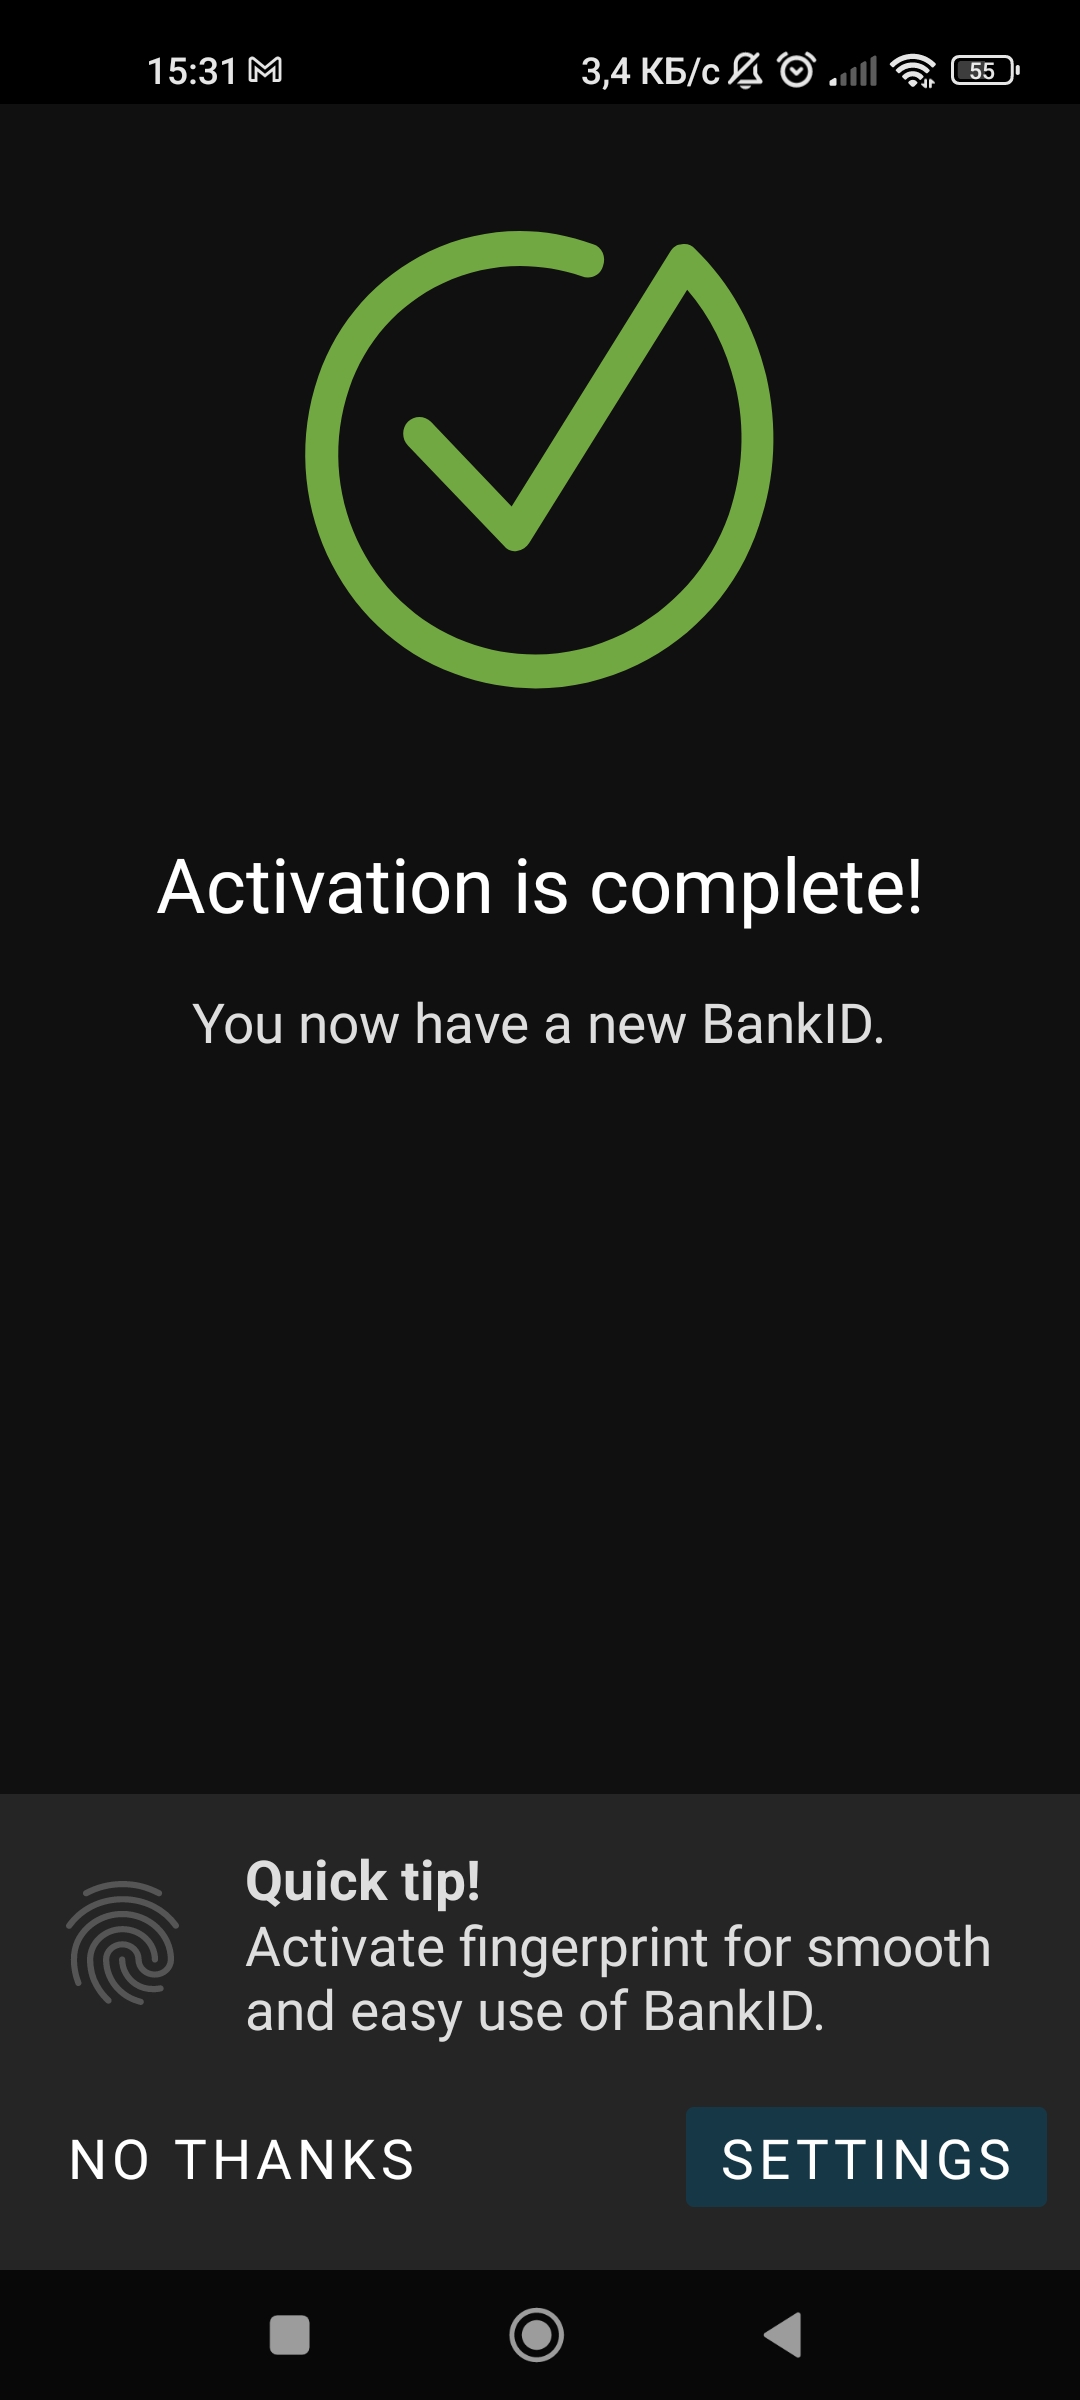 15:31 3,4 КБ/с 55
Activation is complete!
You now have a new BankID.
Quick tip!
Activate fingerprint for smooth
and easy use of BankID.
NO THANKS SETTINGS